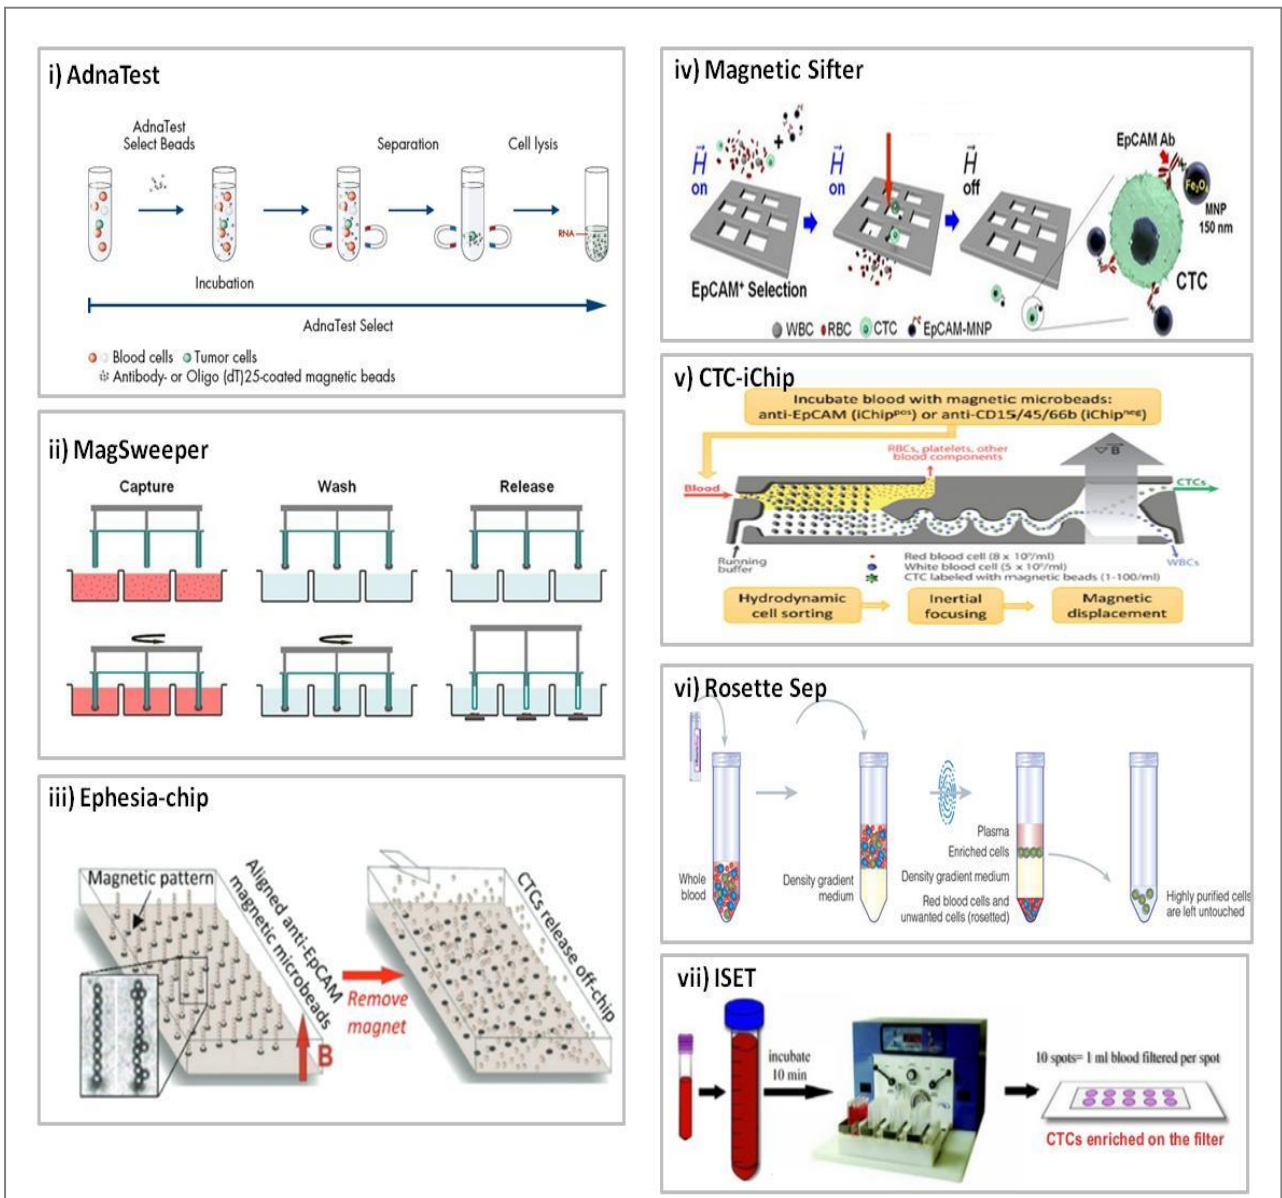 i) AdnaTest
AdnaTest
Select Beads
Separation
Cell lysis
RNA
Incubation
AdnaTest Select
Blood cells
Tumor cells
Antibody- or Oligo (dT)25-coated magnetic beads
ii) MagSweeper
Capture
Wash
Release
iii) Ephesia-chip
Magnetic pattern
Aligned anti-EpCAM
magnetic microbeads
B
Remove
magnet
CTCs release off-chip
iv) Magnetic Sifter
H
on
H
on
H
off
EpCAM⁺ Selection
EpCAM Ab
Fe₃O₄
MNP
150 nm
CTC
WBC
RBC
CTC
EpCAM-MNP
v) CTC-iChip
Incubate blood with magnetic microbeads:
anti-EpCAM (iChipᵖᵒˢ) or anti-CD15/45/66b (iChipⁿᵉᵍ)
RBCs, platelets, other
blood components
▽ B
Blood
CTCs
Running
buffer
WBCs
Red blood cell (8 x 10⁹/ml)
White blood cell (5 x 10⁶/ml)
CTC labeled with magnetic beads (1-100/ml)
Hydrodynamic
cell sorting
Inertial
focusing
Magnetic
displacement
vi) Rosette Sep
Whole
blood
Density gradient
medium
Plasma
Enriched cells
Density gradient medium
Red blood cells and
unwanted cells (rosetted)
Highly purified cells
are left untouched
vii) ISET
incubate
10 min
10 spots= 1 ml blood filtered per spot
CTCs enriched on the filter